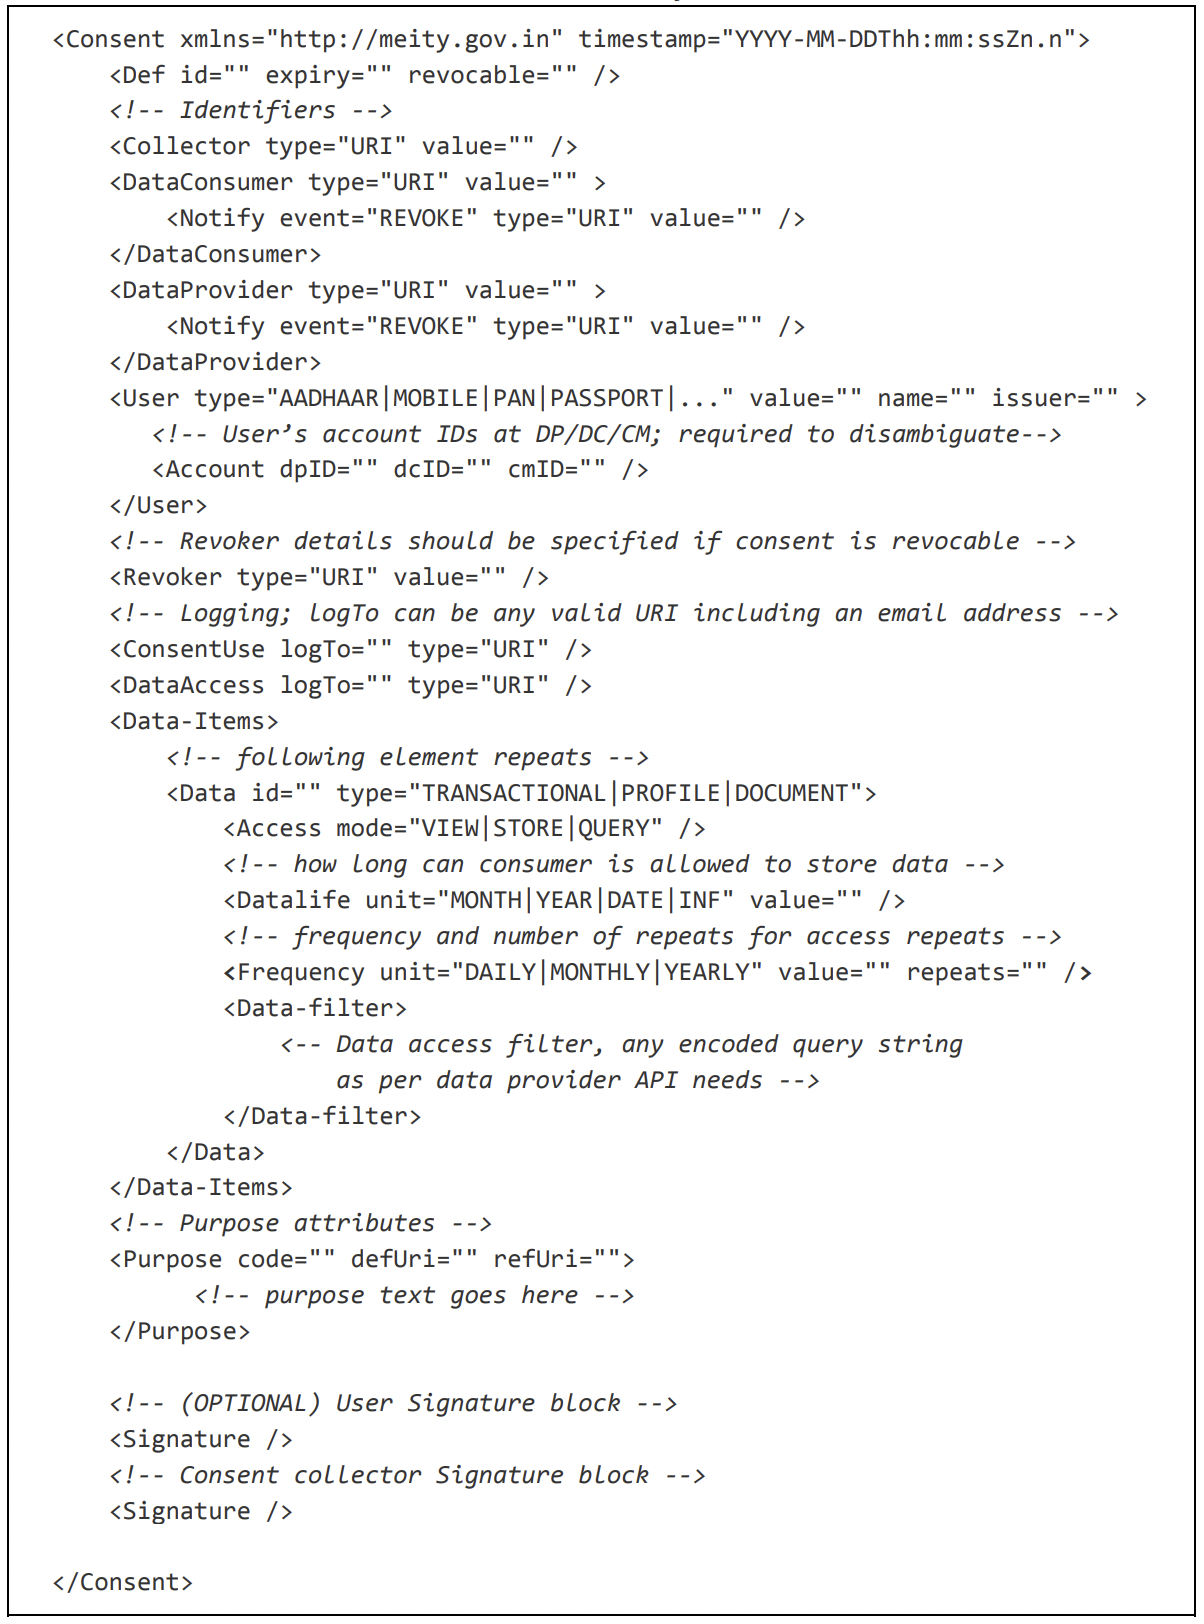 <Consent xmlns="http://meity.gov.in" timestamp="YYYY-MM-DDThh:mm:ssZn.n">
<Def id="" expiry="" revocable="" />
<!-- Identifiers -->
<Collector type="URI" value="" />
<DataConsumer type="URI" value="" >
<Notify event="REVOKE" type="URI" value="" />
</DataConsumer>
<DataProvider type="URI" value="" >
<Notify event="REVOKE" type="URI" value="" />
</DataProvider>
<User type="AADHAAR|MOBILE|PAN|PASSPORT|..." value="" name="" issuer="" >
<!-- User’s account IDs at DP/DC/CM; required to disambiguate-->
<Account dpID="" dcID="" cmID="" />
</User>
<!-- Revoker details should be specified if consent is revocable -->
<Revoker type="URI" value="" />
<!-- Logging; logTo can be any valid URI including an email address -->
<ConsentUse logTo="" type="URI" />
<DataAccess logTo="" type="URI" />
<Data-Items>
<!-- following element repeats -->
<Data id="" type="TRANSACTIONAL|PROFILE|DOCUMENT">
<Access mode="VIEW|STORE|QUERY" />
<!-- how long can consumer is allowed to store data -->
<Datalife unit="MONTH|YEAR|DATE|INF" value="" />
<!-- frequency and number of repeats for access repeats -->
<Frequency unit="DAILY|MONTHLY|YEARLY" value="" repeats="" />
<Data-filter>
<-- Data access filter, any encoded query string
as per data provider API needs -->
</Data-filter>
</Data>
</Data-Items>
<!-- Purpose attributes -->
<Purpose code="" defUri="" refUri="">
<!-- purpose text goes here -->
</Purpose>
<!-- (OPTIONAL) User Signature block -->
<Signature />
<!-- Consent collector Signature block -->
<Signature />
</Consent>